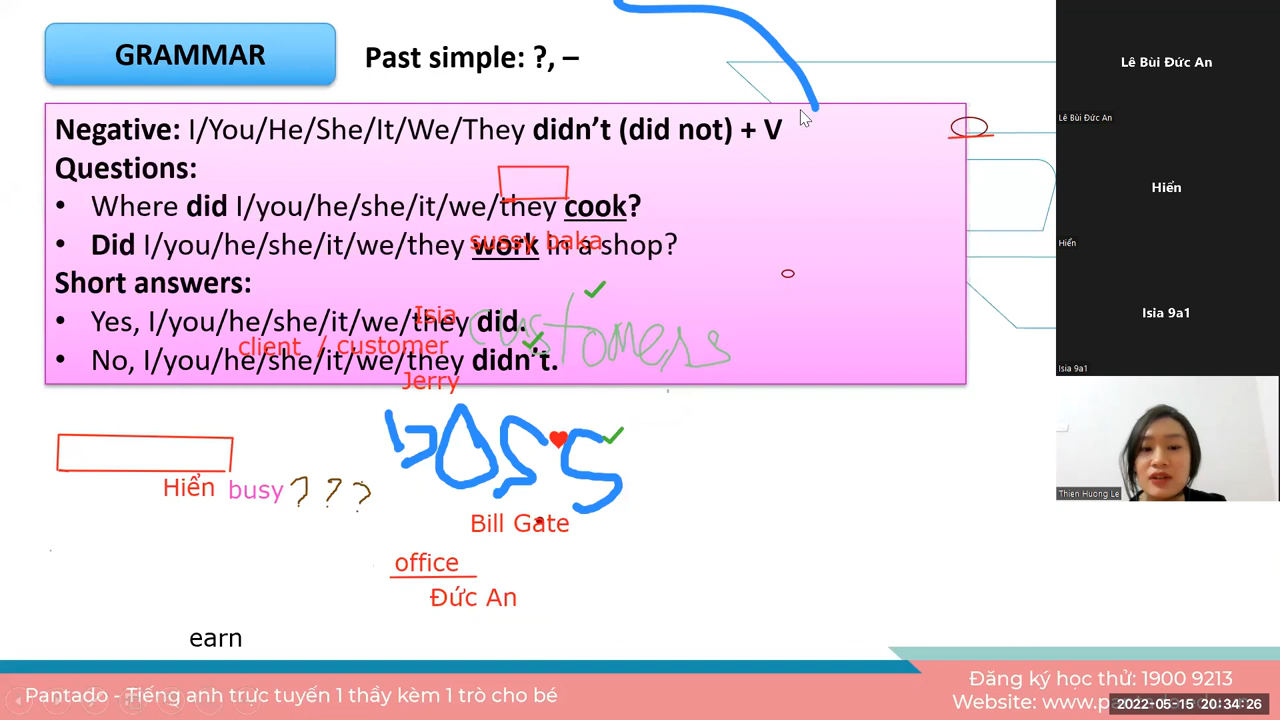 GRAMMAR
Past simple: ?, –
Negative: I/You/He/She/It/We/They didn't (did not) + V
Questions:
• Where did I/you/he/she/it/we/they cook?
• Did I/you/he/she/it/we/they work in a shop?
sussy baka
Short answers:
• Yes, I/you/he/she/it/we/they did.
Isia
customess
client / customer
• No, I/you/he/she/it/we/they didn't.
Jerry
boss
Hiển
busy ???
Bill Gate
office
Đức An
earn
Pantado - Tiếng anh trực tuyến 1 thầy kèm 1 trò cho bé
Đăng ký học thử: 1900 9213
Website: www.
2022-05-15 20:34:26
Lê Bùi Đức An
Lê Bùi Đức An
Hiển
Hiển
Isia 9a1
Isia 9a1
Thien Huong Le